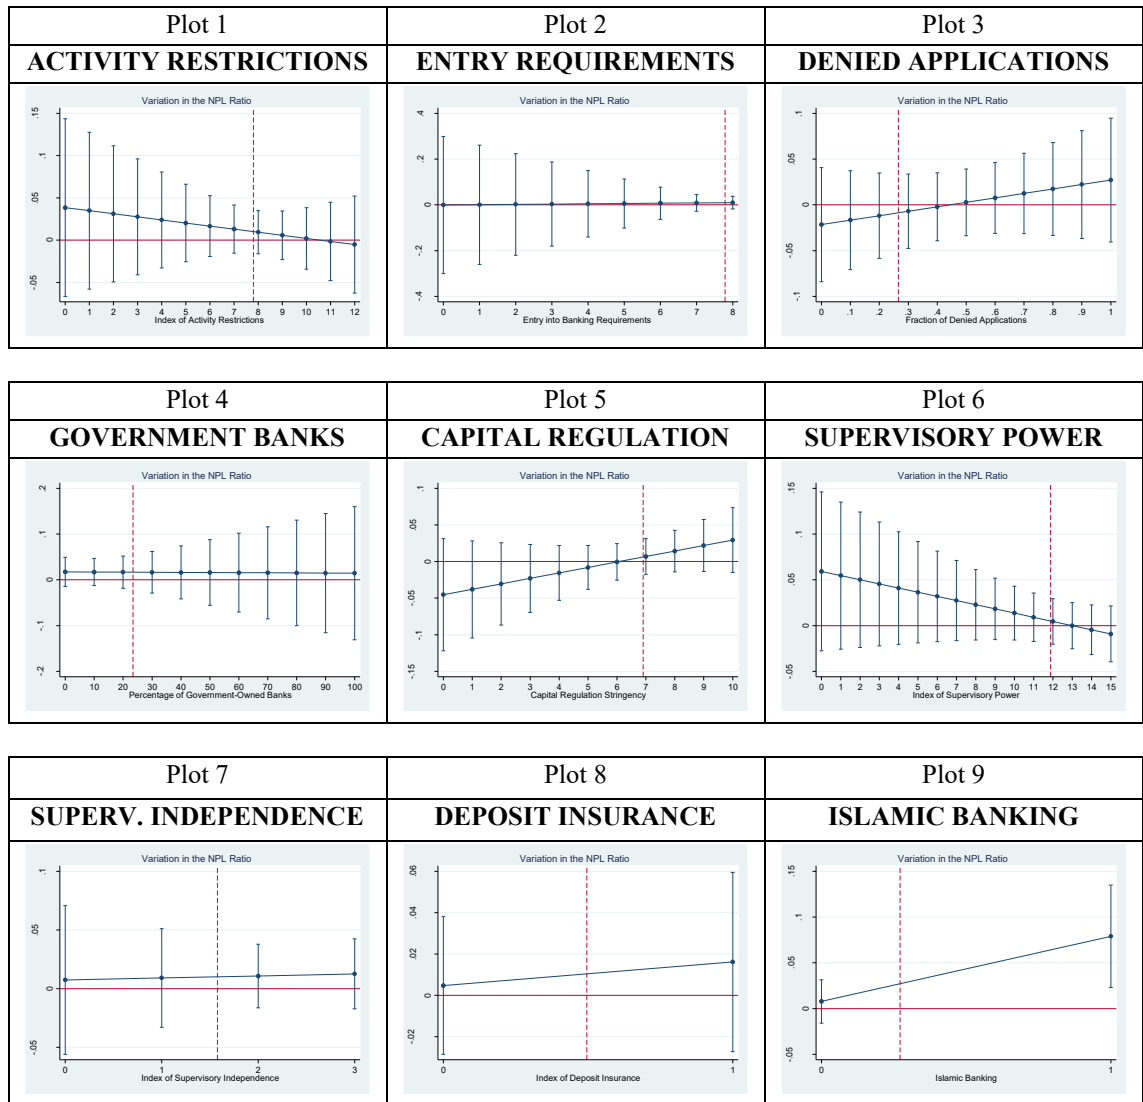 Plot 1 Plot 2 Plot 3
ACTIVITY RESTRICTIONS ENTRY REQUIREMENTS DENIED APPLICATIONS
Variation in the NPL Ratio
.15
.1
.05
0
-.05
0 1 2 3 4 5 6 7 8 9 10 11 12
Index of Activity Restrictions
Variation in the NPL Ratio
.4
.2
0
-.2
-.4
0 1 2 3 4 5 6 7 8
Entry into Banking Requirements
Variation in the NPL Ratio
.1
.05
0
-.05
-.1
0 .1 .2 .3 .4 .5 .6 .7 .8 .9 1
Fraction of Denied Applications
Plot 4 Plot 5 Plot 6
GOVERNMENT BANKS CAPITAL REGULATION SUPERVISORY POWER
Variation in the NPL Ratio
.2
.1
0
-.1
-.2
0 10 20 30 40 50 60 70 80 90 100
Percentage of Government-Owned Banks
Variation in the NPL Ratio
.1
.05
0
-.05
-.1
-.15
0 1 2 3 4 5 6 7 8 9 10
Capital Regulation Stringency
Variation in the NPL Ratio
.15
.1
.05
0
-.05
0 1 2 3 4 5 6 7 8 9 10 11 12 13 14 15
Index of Supervisory Power
Plot 7 Plot 8 Plot 9
SUPERV. INDEPENDENCE DEPOSIT INSURANCE ISLAMIC BANKING
Variation in the NPL Ratio
.1
.05
0
-.05
0 1 2 3
Index of Supervisory Independence
Variation in the NPL Ratio
.06
.04
.02
0
-.02
0 1
Index of Deposit Insurance
Variation in the NPL Ratio
.15
.1
.05
0
-.05
0 1
Islamic Banking